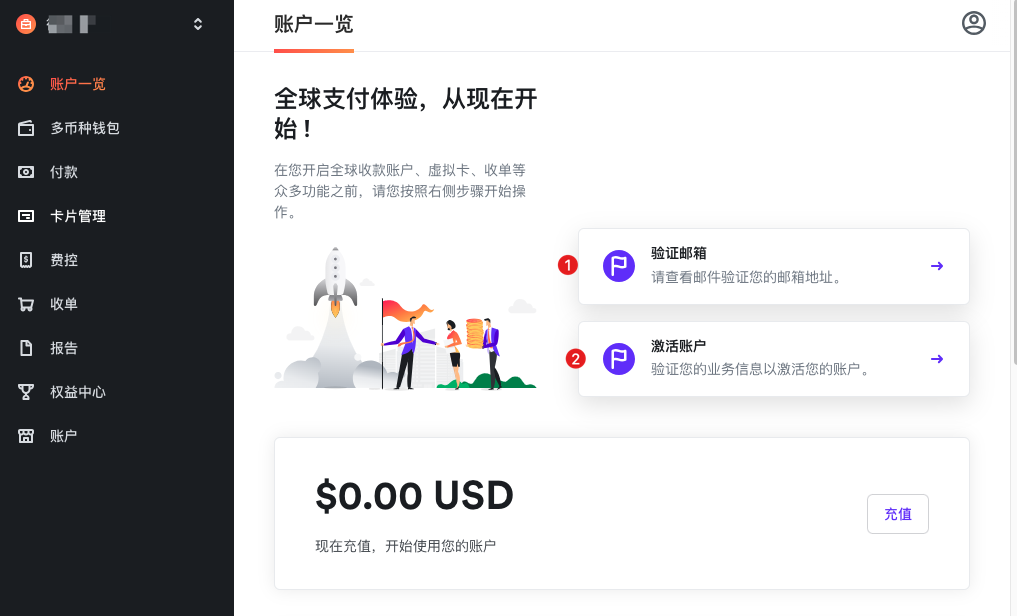 账户一览
多币种钱包
付款
卡片管理
费控
收单
报告
权益中心
账户
账户一览
全球支付体验，从现在开
始！
在您开启全球收款账户、虚拟卡、收单等
众多功能之前，请您按照右侧步骤开始操
作。
1
验证邮箱
请查看邮件验证您的邮箱地址。
2
激活账户
验证您的业务信息以激活您的账户。
$0.00 USD
现在充值，开始使用您的账户
充值